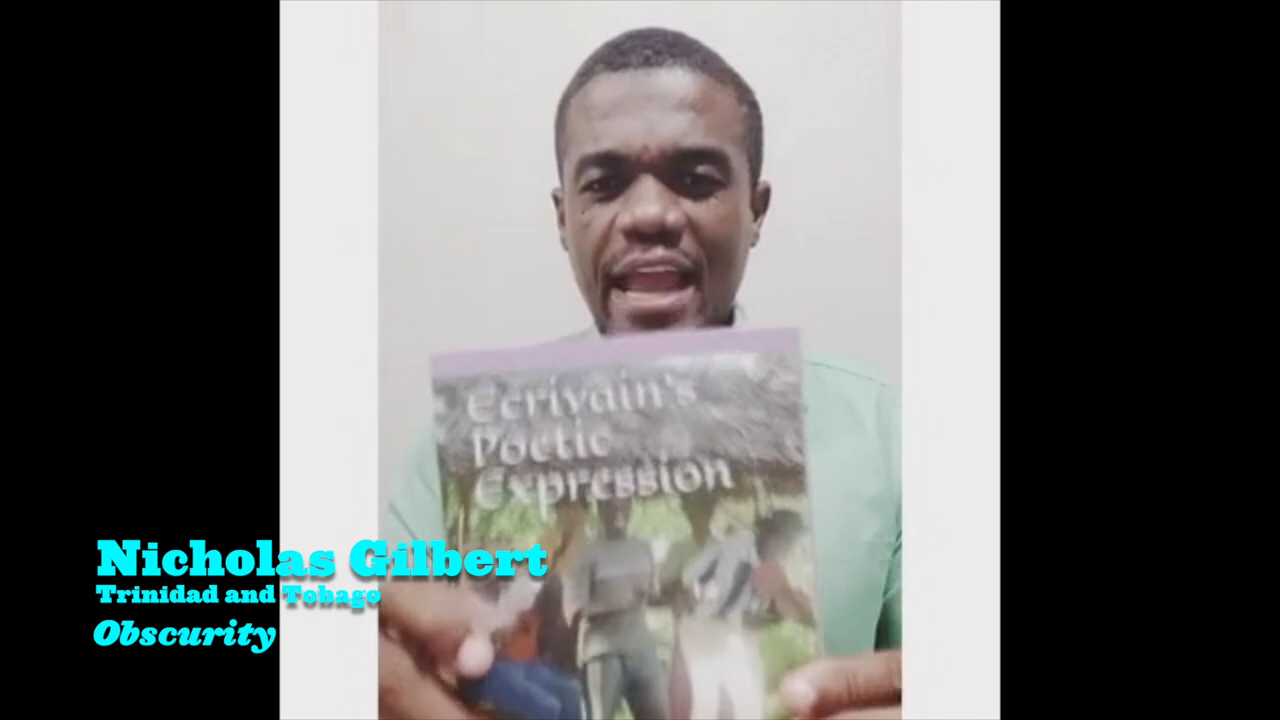 Ecrivain's
Poetic
Expression
Nicholas Gilbert
Trinidad and Tobago
Obscurity